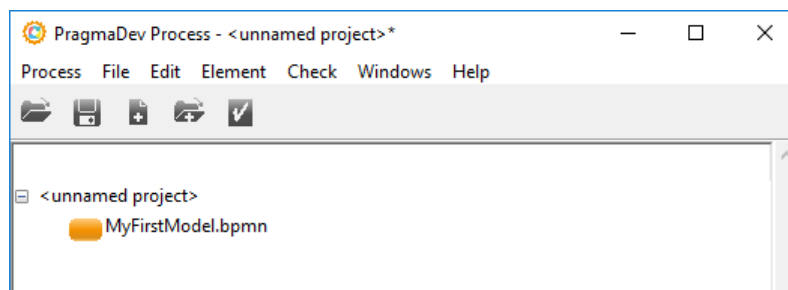 PragmaDev Process - <unnamed project>*
Process File Edit Element Check Windows Help
<unnamed project>
MyFirstModel.bpmn